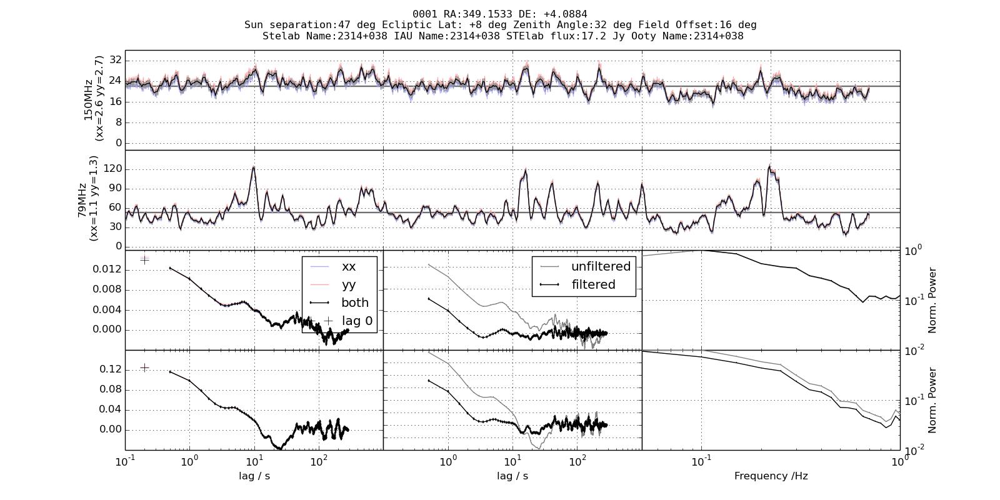 0001 RA:349.1533 DE: +4.0884
Sun separation:47 deg Ecliptic Lat: +8 deg Zenith Angle:32 deg Field Offset:16 deg
Stelab Name:2314+038 IAU Name:2314+038 STElab flux:17.2 Jy Ooty Name:2314+038
150MHz
(xx=2.6 yy=2.7)
32
24
16
8
0
79MHz
(xx=1.1 yy=1.3)
120
90
60
30
0
0.012
0.008
0.004
0.000
xx
yy
both
lag 0
unfiltered
filtered
10^0
10^-1
10^-2
Norm. Power
0.12
0.08
0.04
0.00
10^0
10^-1
10^-2
Norm. Power
10^-1 10^0 10^1 10^2
lag / s
10^0 10^1 10^2
lag / s
10^-1 10^0
Frequency /Hz